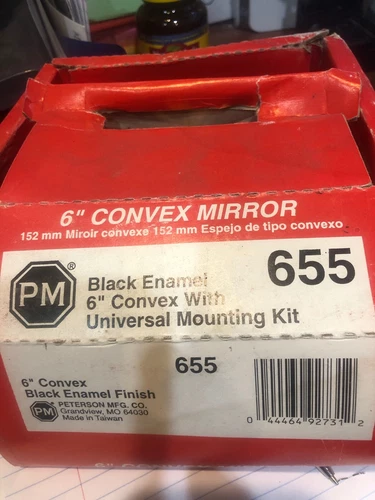 6" CONVEX MIRROR
152 mm Miroir convexe 152 mm Espejo de tipo convexo
PM®
Black Enamel
6" Convex With
Universal Mounting Kit
655
655
6" Convex
Black Enamel Finish
PM PETERSON MFG. CO.
Grandview, MO 64030
Made in Taiwan
0 44464 92731 2
6" CONVEX